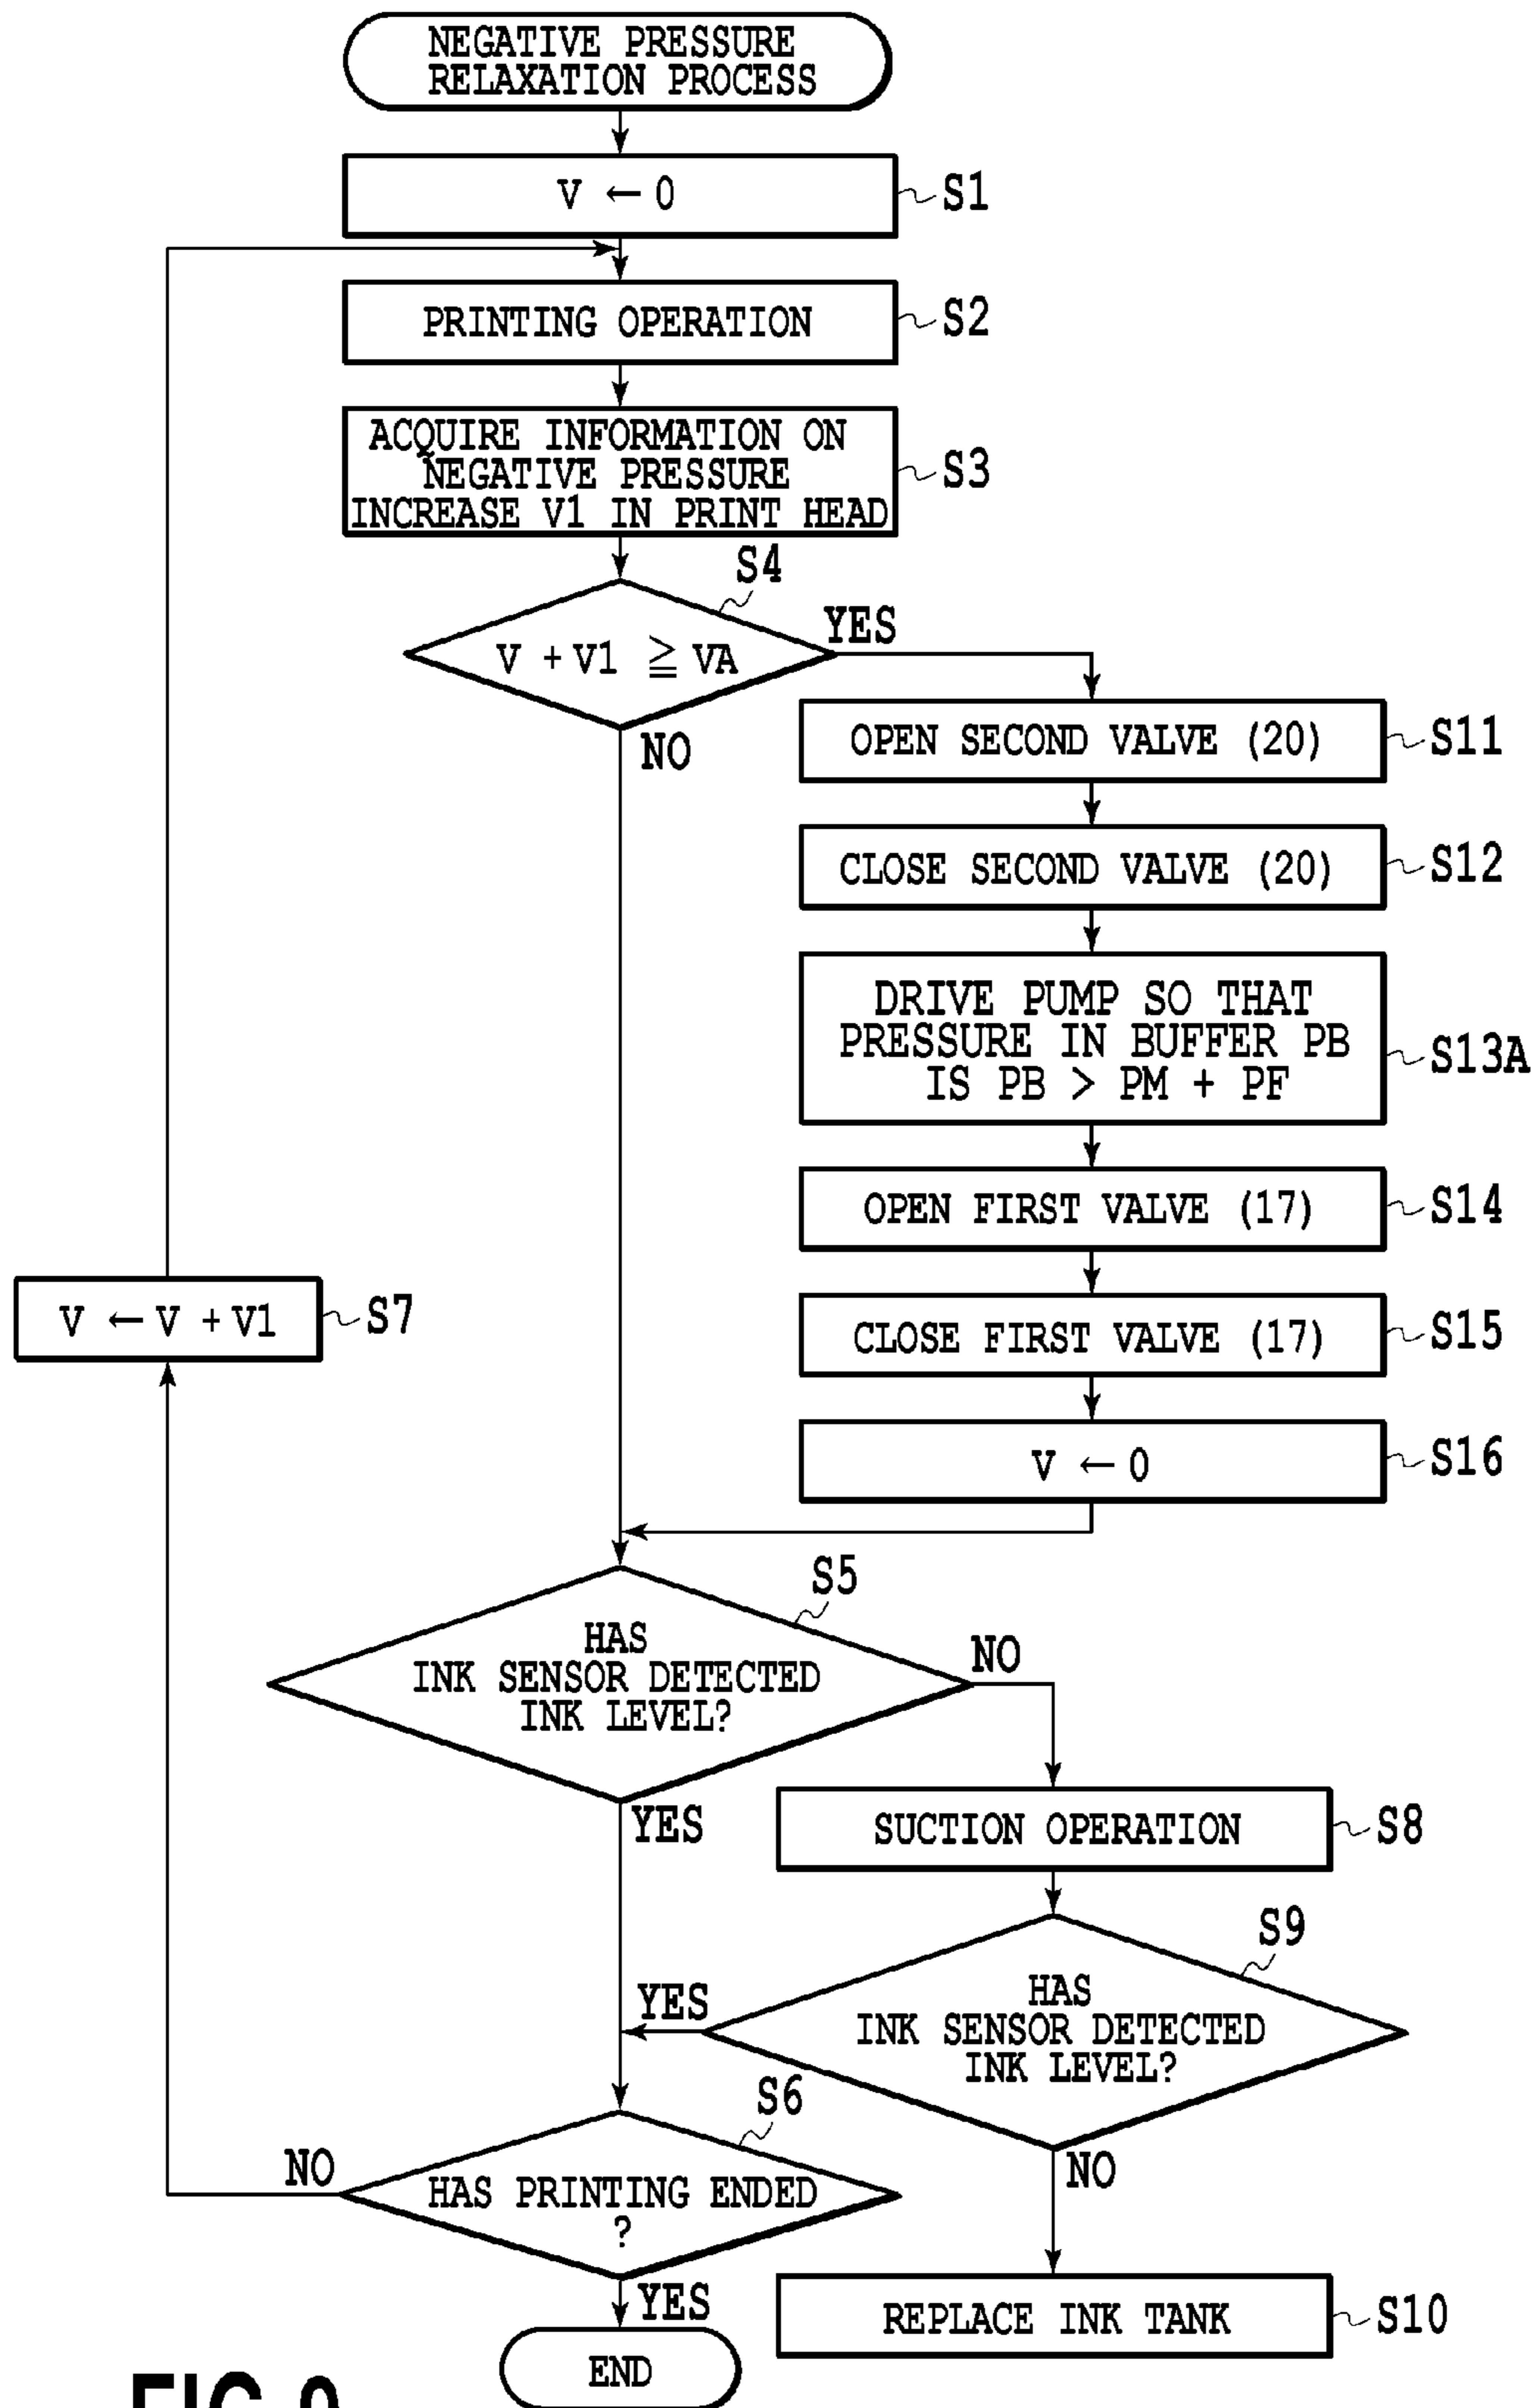 NEGATIVE PRESSURE
RELAXATION PROCESS
V ← 0
S1
PRINTING OPERATION
S2
ACQUIRE INFORMATION ON
NEGATIVE PRESSURE
INCREASE V1 IN PRINT HEAD
S3
S4
V + V1 ≧ VA
YES
NO
OPEN SECOND VALVE (20)
S11
CLOSE SECOND VALVE (20)
S12
DRIVE PUMP SO THAT
PRESSURE IN BUFFER PB
IS PB > PM + PF
S13A
OPEN FIRST VALVE (17)
S14
CLOSE FIRST VALVE (17)
S15
V ← 0
S16
V ← V + V1
S7
S5
HAS
INK SENSOR DETECTED
INK LEVEL?
NO
YES
SUCTION OPERATION
S8
S9
HAS
INK SENSOR DETECTED
INK LEVEL?
YES
NO
S6
HAS PRINTING ENDED
?
NO
YES
REPLACE INK TANK
S10
END